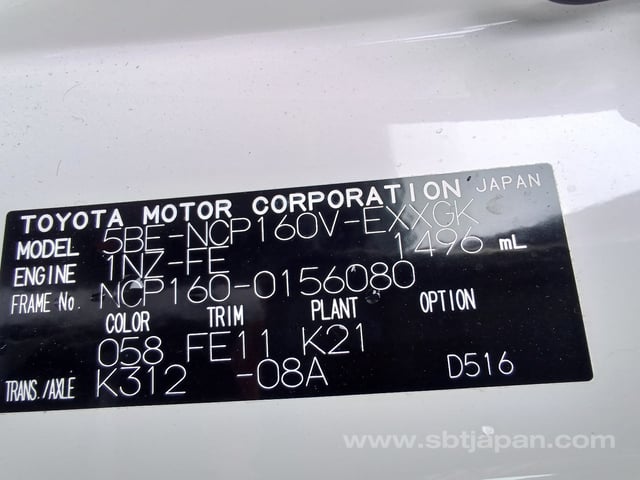 TOYOTA MOTOR CORPORATION JAPAN
MODEL 5BE-NCP160V-EXXGK
ENGINE 1NZ-FE 1496 mL
FRAME No. NCP160-0156080
COLOR TRIM PLANT OPTION
058 FE11 K21
TRANS./AXLE K312 -08A D516
www.sbtjapan.com